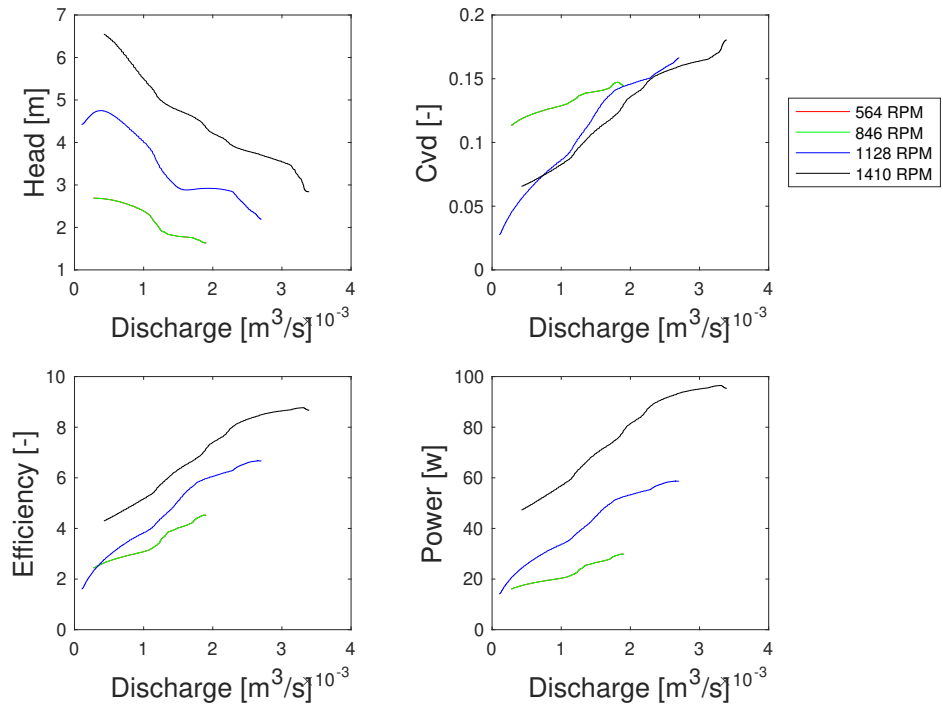 7
6
5
4
3
2
1
Head [m]
0 1 2 3 4
Discharge [m³/s] ×10⁻³
0.2
0.15
0.1
0.05
0
Cvd [-]
0 1 2 3 4
Discharge [m³/s] ×10⁻³
564 RPM
846 RPM
1128 RPM
1410 RPM
10
8
6
4
2
0
Efficiency [-]
0 1 2 3 4
Discharge [m³/s] ×10⁻³
100
80
60
40
20
0
Power [w]
0 1 2 3 4
Discharge [m³/s] ×10⁻³